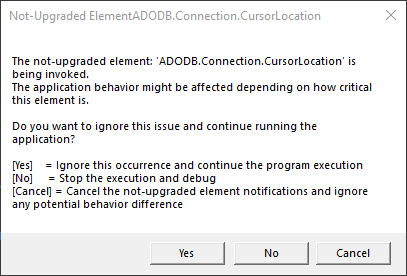 Not-Upgraded ElementADODB.Connection.CursorLocation
The not-upgraded element: 'ADODB.Connection.CursorLocation' is
being invoked.
The application behavior might be affected depending on how critical
this element is.
Do you want to ignore this issue and continue running the
application?
[Yes] = Ignore this occurrence and continue the program execution
[No] = Stop the execution and debug
[Cancel] = Cancel the not-upgraded element notifications and ignore
any potential behavior difference
Yes No Cancel